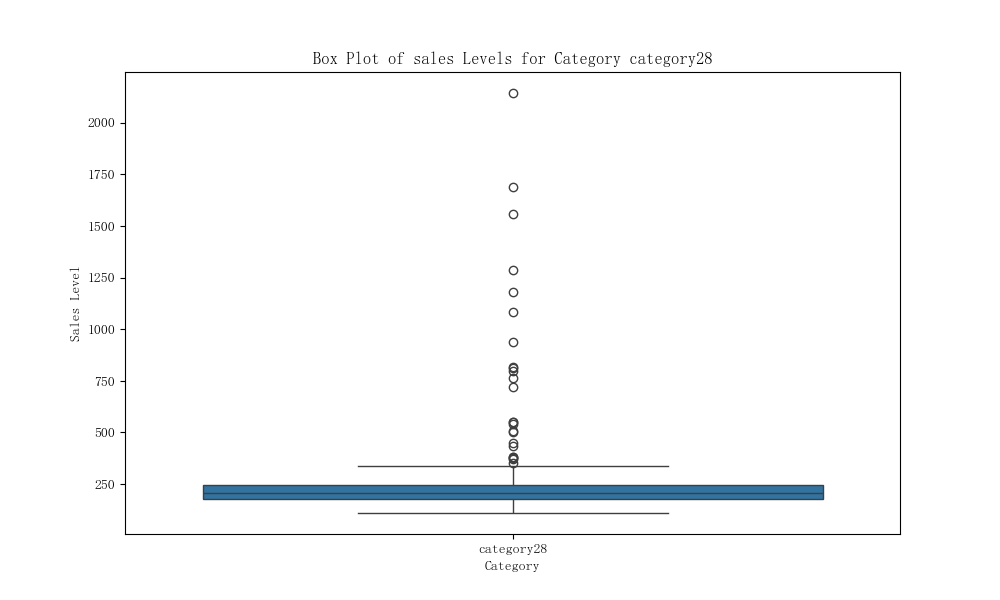 Box Plot of sales Levels for Category category28
Sales Level
2000
1750
1500
1250
1000
750
500
250
category28
Category